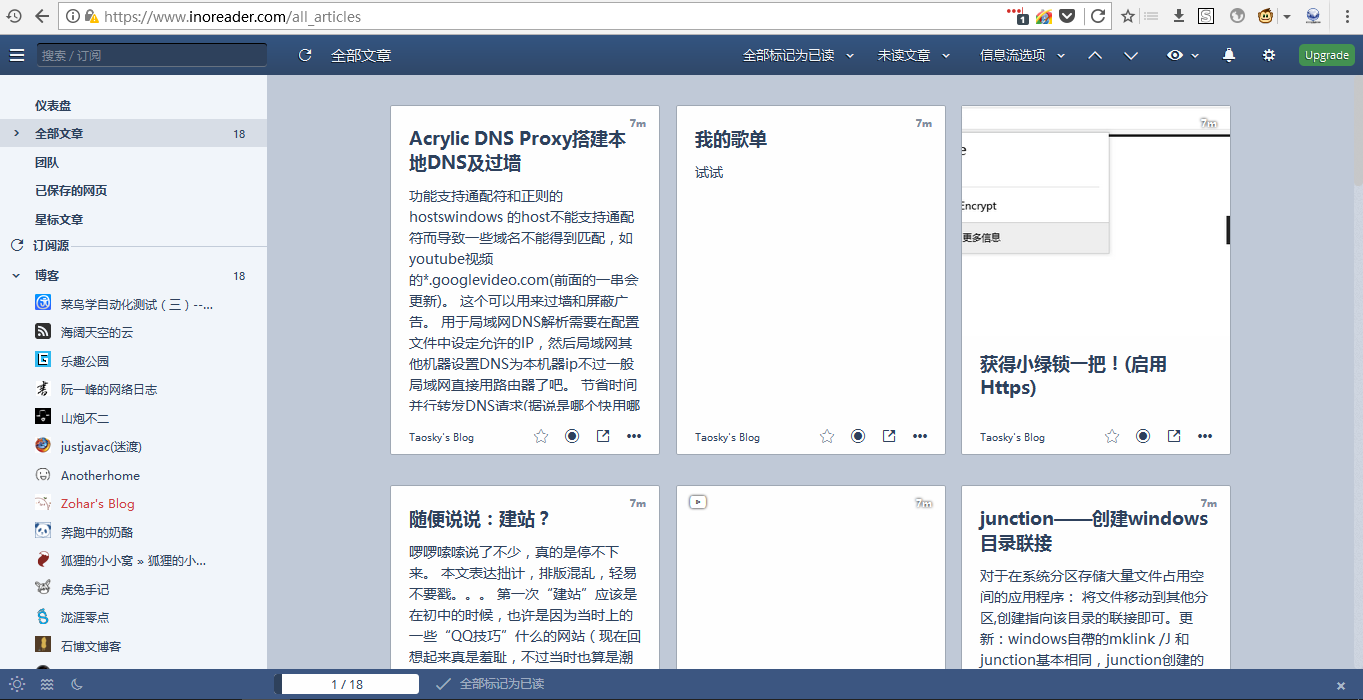 https://www.inoreader.com/all_articles
1
S
搜索 / 订阅
全部文章
全部标记为已读
未读文章
信息流选项
Upgrade
仪表盘
全部文章 18
团队
已保存的网页
星标文章
订阅源
博客 18
菜鸟学自动化测试（三）--...
海阔天空的云
乐趣公园
阮一峰的网络日志
山炮不二
justjavac(迷渡)
Anotherhome
Zohar's Blog
奔跑中的奶酪
狐狸的小小窝 » 狐狸的小...
虎兔手记
泷涯零点
石博文博客
7m
Acrylic DNS Proxy搭建本
地DNS及过墙
功能支持通配符和正则的
hostswindows 的host不能支持通配
符而导致一些域名不能得到匹配，如
youtube视频
的*.googlevideo.com(前面的一串会
更新)。 这个可以用来过墙和屏蔽广
告。 用于局域网DNS解析需要在配置
文件中设定允许的IP，然后局域网其
他机器设置DNS为本机器ip不过一般
局域网直接用路由器了吧。 节省时间
并行转发DNS请求(据说是哪个快用哪
Taosky's Blog
7m
我的歌单
试试
Taosky's Blog
7m
e
Encrypt
更多信息
获得小绿锁一把！(启用
Https)
Taosky's Blog
7m
随便说说：建站？
啰啰嗦嗦说了不少，真的是停不下
来。 本文表达拙计，排版混乱，轻易
不要戳。。。 第一次“建站”应该是
在初中的时候，也许是因为当时上的
一些“QQ技巧”什么的网站（现在回
想起来真是羞耻，不过当时也算是潮
7m
7m
junction——创建windows
目录联接
对于在系统分区存储大量文件占用空
间的应用程序： 将文件移动到其他分
区,创建指向该目录的联接即可。更
新：windows自带的mklink /J 和
junction基本相同，junction创建的
1 / 18
全部标记为已读